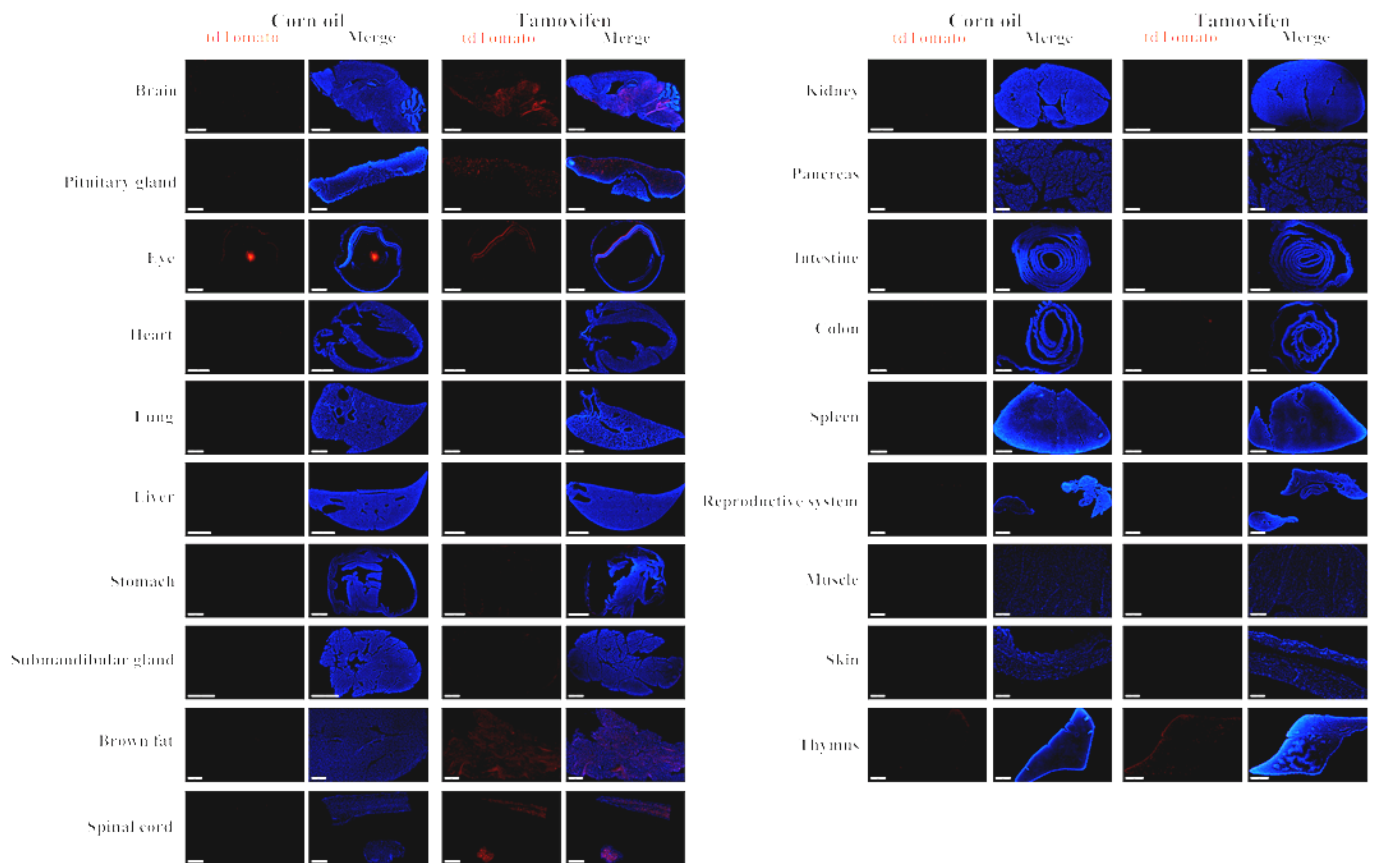 Corn oil Tamoxifen
tdTomato Merge tdTomato Merge
Brain
Pituitary gland
Eye
Heart
Lung
Liver
Stomach
Submandibular gland
Brown fat
Spinal cord
Corn oil Tamoxifen
tdTomato Merge tdTomato Merge
Kidney
Pancreas
Intestine
Colon
Spleen
Reproductive system
Muscle
Skin
Thymus